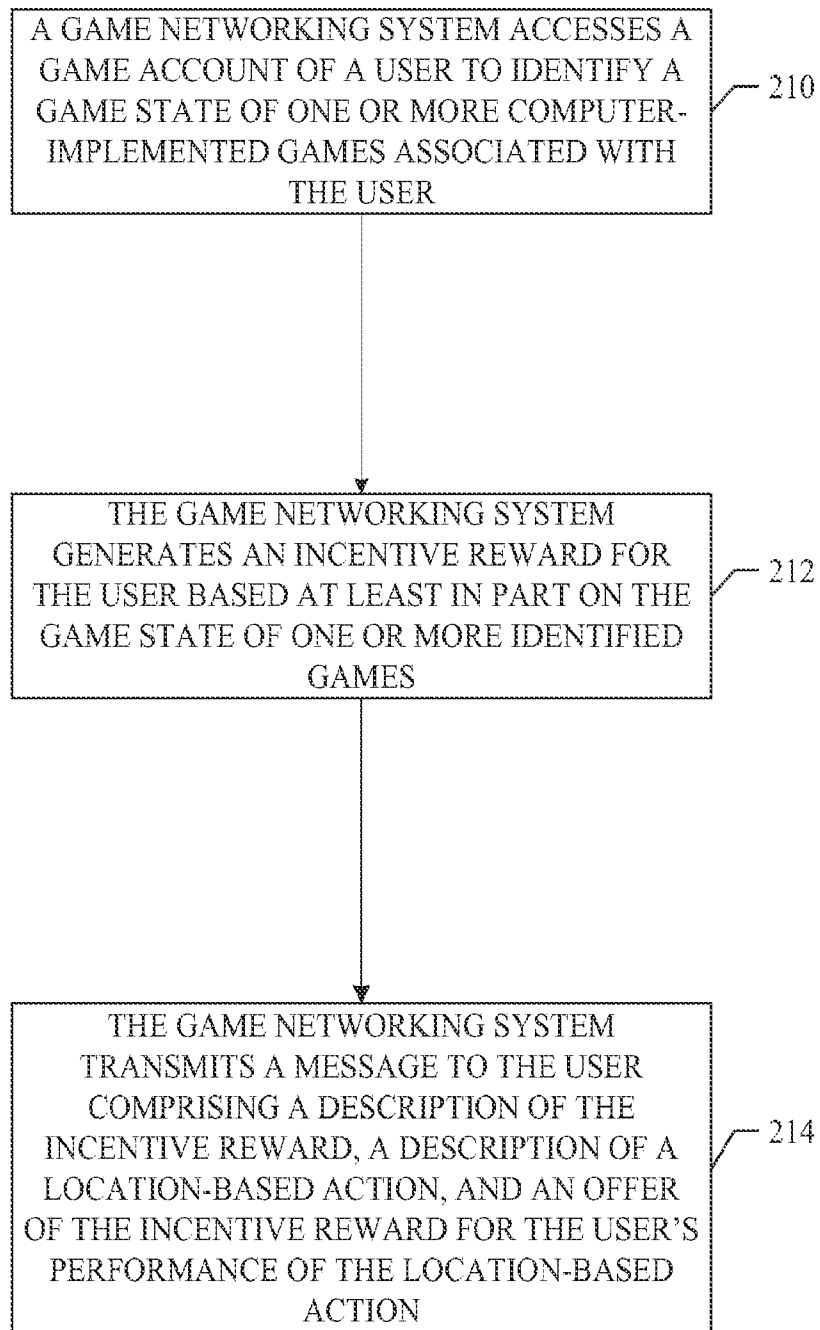 A GAME NETWORKING SYSTEM ACCESSES A
GAME ACCOUNT OF A USER TO IDENTIFY A
GAME STATE OF ONE OR MORE COMPUTER-
IMPLEMENTED GAMES ASSOCIATED WITH
THE USER
210
THE GAME NETWORKING SYSTEM
GENERATES AN INCENTIVE REWARD FOR
THE USER BASED AT LEAST IN PART ON THE
GAME STATE OF ONE OR MORE IDENTIFIED
GAMES
212
THE GAME NETWORKING SYSTEM
TRANSMITS A MESSAGE TO THE USER
COMPRISING A DESCRIPTION OF THE
INCENTIVE REWARD, A DESCRIPTION OF A
LOCATION-BASED ACTION, AND AN OFFER
OF THE INCENTIVE REWARD FOR THE USER'S
PERFORMANCE OF THE LOCATION-BASED
ACTION
214